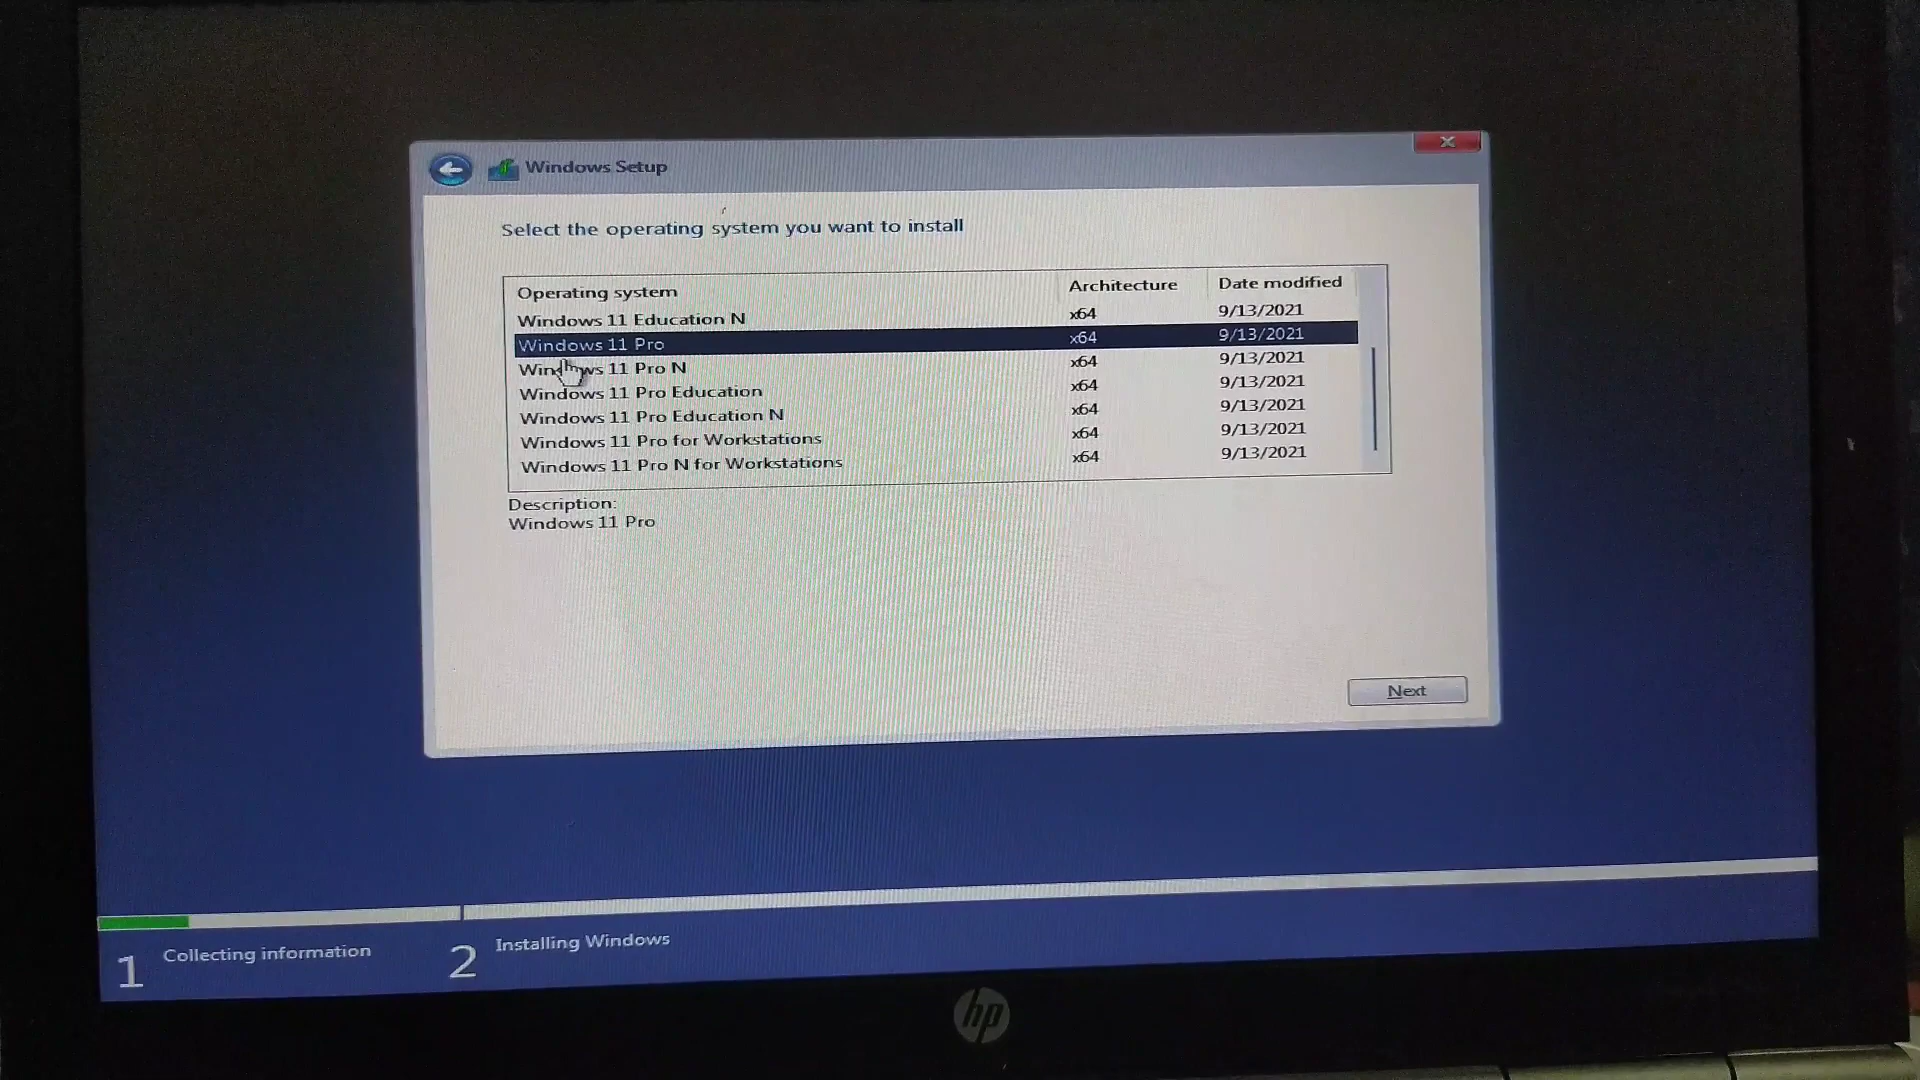 Windows Setup
Select the operating system you want to install
Operating system Architecture Date modified
Windows 11 Education N x64 9/13/2021
Windows 11 Pro x64 9/13/2021
Windows 11 Pro N x64 9/13/2021
Windows 11 Pro Education x64 9/13/2021
Windows 11 Pro Education N x64 9/13/2021
Windows 11 Pro for Workstations x64 9/13/2021
Windows 11 Pro N for Workstations x64 9/13/2021
Description:
Windows 11 Pro
Next
1 Collecting information 2 Installing Windows
hp